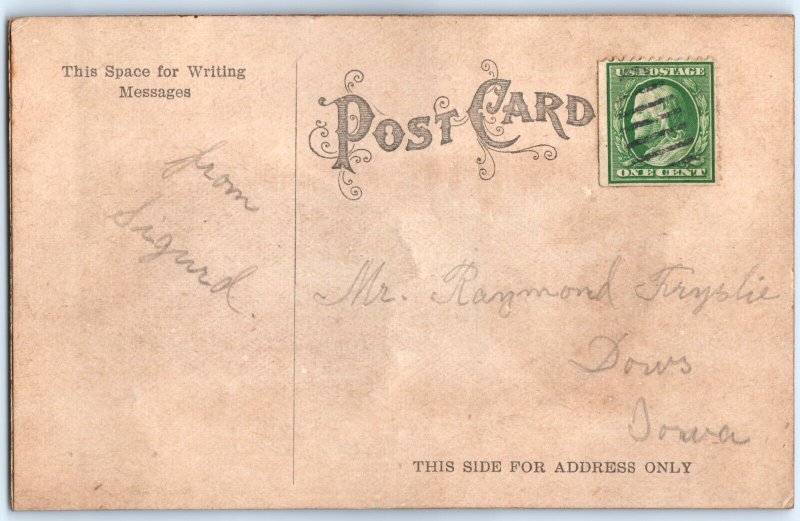 This Space for Writing
Messages
POST CARD
U.S. POSTAGE
ONE CENT
from
Sigurd.
Mr. Raymond Fryslie
Dows
Iowa
THIS SIDE FOR ADDRESS ONLY